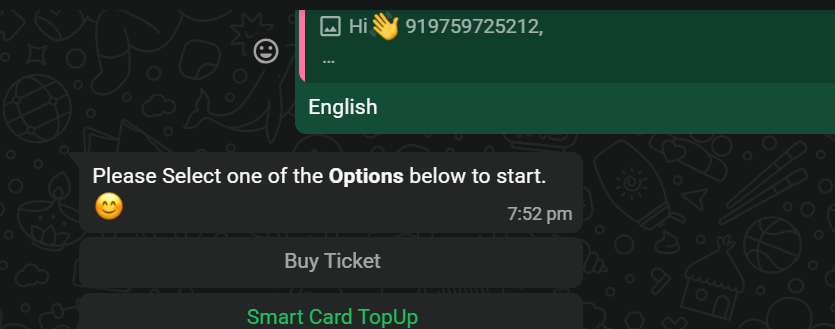 Hi👋 919759725212,
...
English
Please Select one of the Options below to start.
😊
7:52 pm
Buy Ticket
Smart Card TopUp